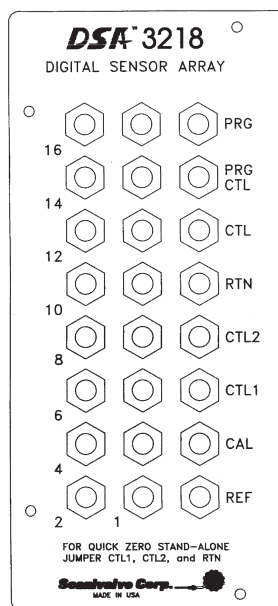 DSA™ 3218
DIGITAL SENSOR ARRAY
PRG
16
PRG
CTL
14
CTL
12
RTN
10
CTL2
8
CTL1
6
CAL
4
REF
2 1
FOR QUICK ZERO STAND-ALONE
JUMPER CTL1, CTL2, and RTN
Scanivalve Corp.
MADE IN USA